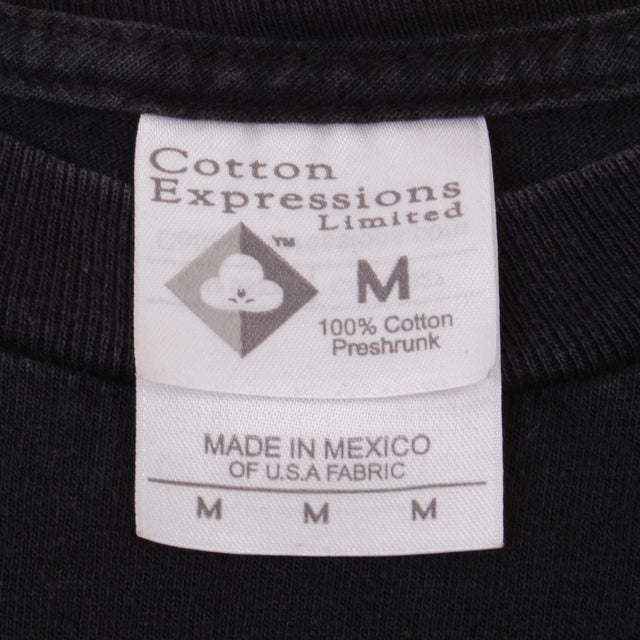 Cotton
Expressions
Limited
™
M
100% Cotton
Preshrunk
MADE IN MEXICO
OF U.S.A FABRIC
M M M